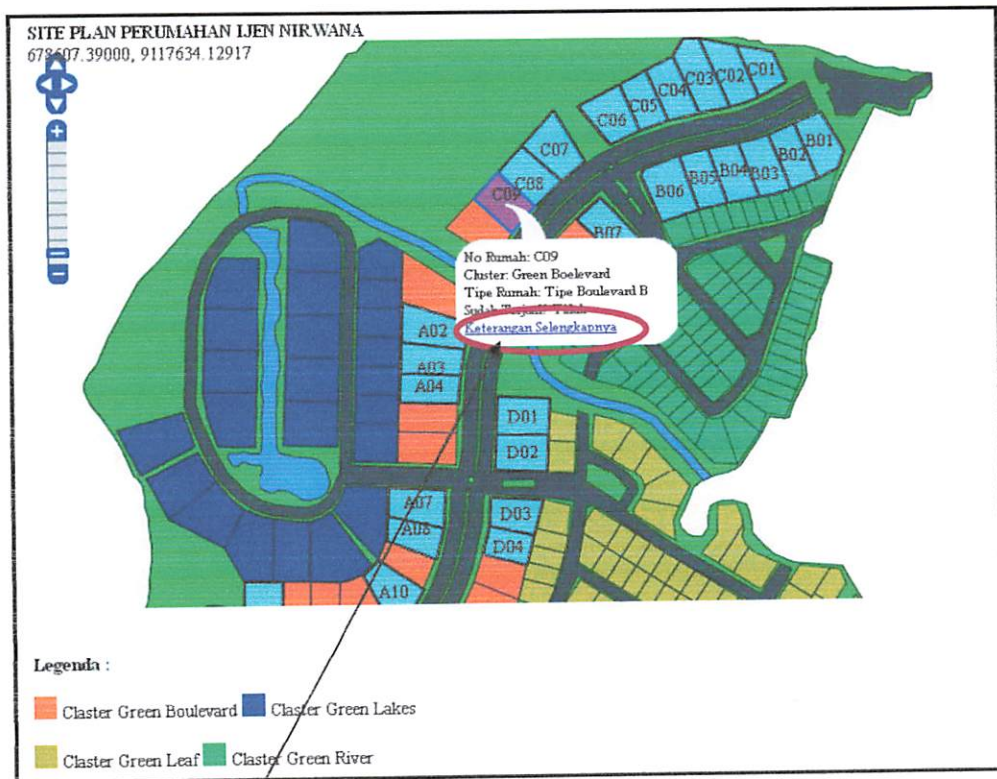 SITE PLAN PERUMAHAN IJEN NIRWANA
678607.39000, 9117634.12917
C01
C02
C03
C04
C05
C06
C07
C08
C09
B01
B02
B03
B04
B05
B06
B07
No Rumah: C09
Cluster: Green Boelevard
Tipe Rumah: Tipe Boulevard B
Sudah Terjual: Tidak
Keterangan Selengkapnya
A02
A03
A04
D01
D02
A07
A08
D03
D04
A10
Legenda :
Claster Green Boulevard
Claster Green Lakes
Claster Green Leaf
Claster Green River